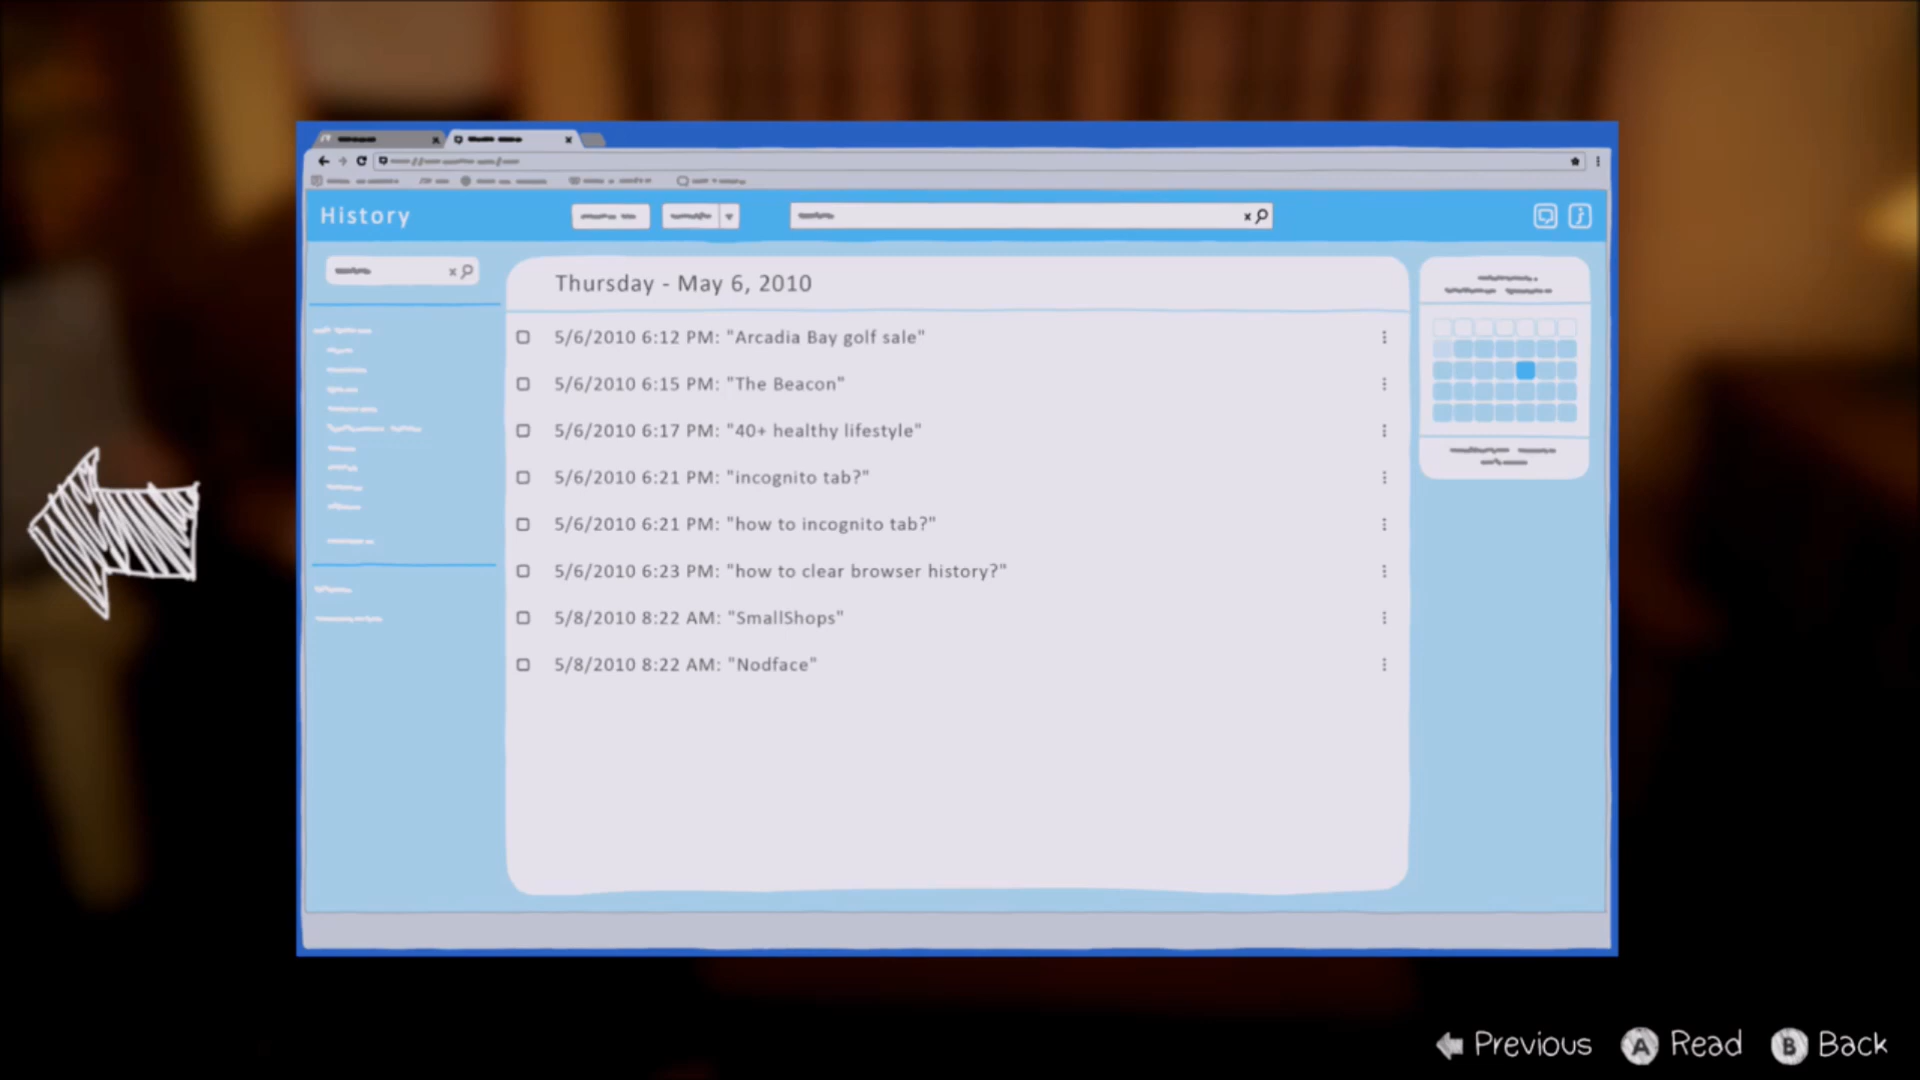 History
Thursday - May 6, 2010
5/6/2010 6:12 PM: "Arcadia Bay golf sale"
5/6/2010 6:15 PM: "The Beacon"
5/6/2010 6:17 PM: "40+ healthy lifestyle"
5/6/2010 6:21 PM: "incognito tab?"
5/6/2010 6:21 PM: "how to incognito tab?"
5/6/2010 6:23 PM: "how to clear browser history?"
5/8/2010 8:22 AM: "SmallShops"
5/8/2010 8:22 AM: "Nodface"
Previous A Read B Back